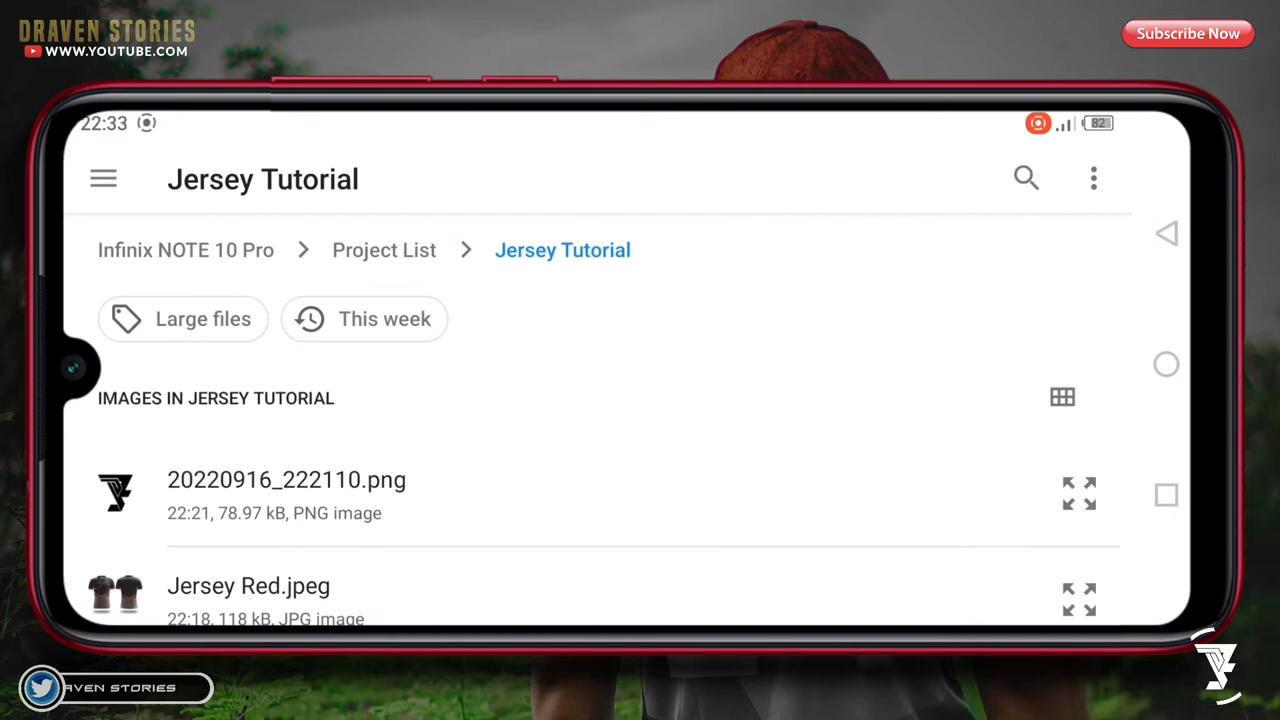 DRAVEN STORIES
WWW.YOUTUBE.COM
Subscribe Now
22:33
82
Jersey Tutorial
Infinix NOTE 10 Pro > Project List > Jersey Tutorial
Large files
This week
IMAGES IN JERSEY TUTORIAL
20220916_222110.png
22:21, 78.97 kB, PNG image
Jersey Red.jpeg
22:18, 118 kB, JPG image
RAVEN STORIES